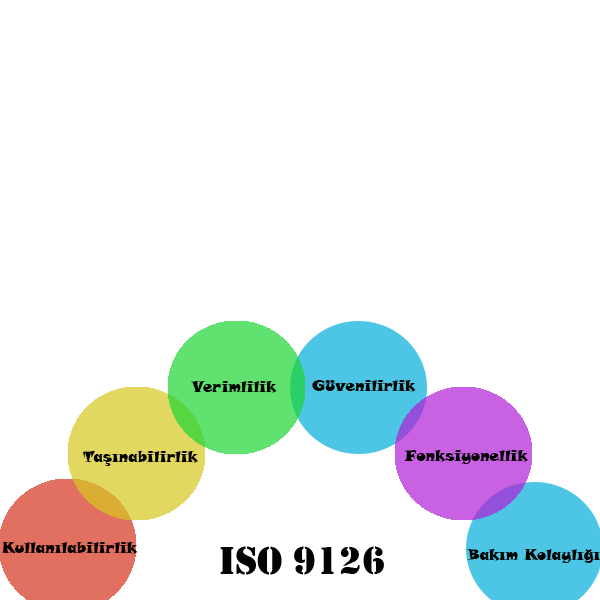 Verimlilik
Güvenilirlik
Taşınabilirlik
Fonksiyonellik
Kullanılabilirlik
Bakım Kolaylığı
ISO 9126